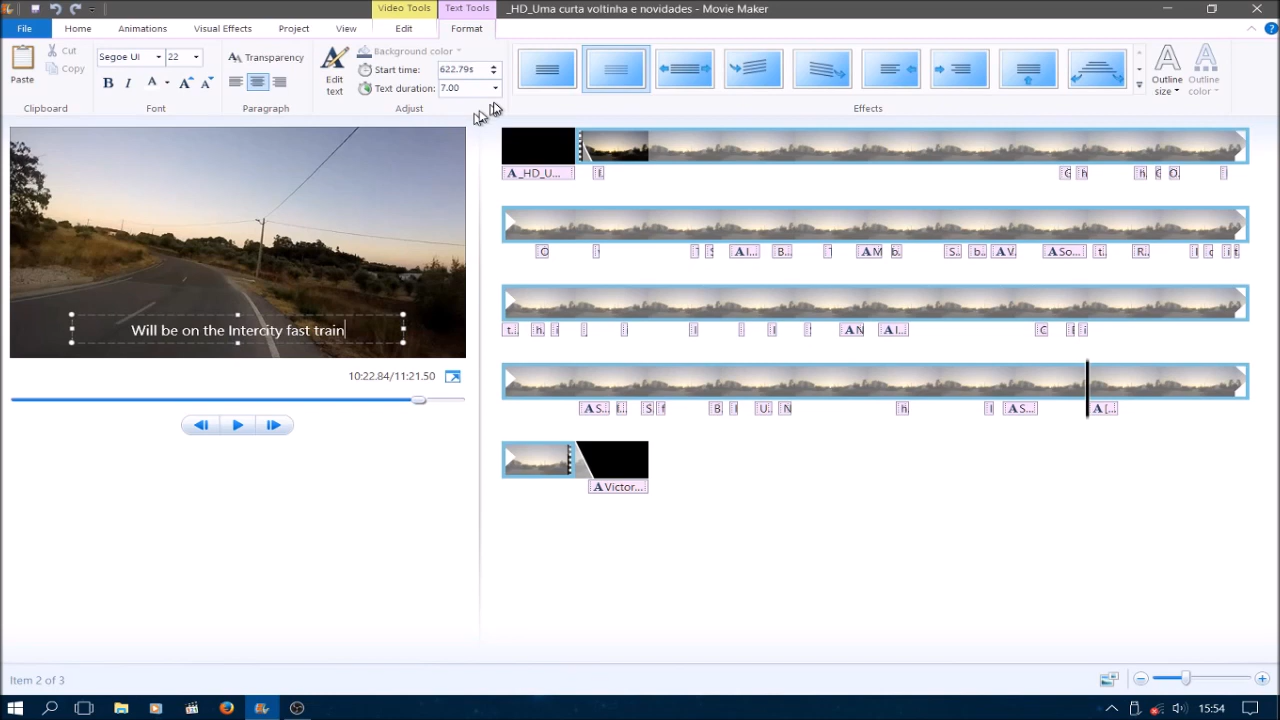 Video Tools Text Tools _HD_Uma curta voltinha e novidades - Movie Maker
File Home Animations Visual Effects Project View Edit Format
Paste Cut Copy Clipboard
Segoe UI 22 B I A Font
Transparency Paragraph
Edit text
Background color
Start time: 622.79s
Text duration: 7.00
Adjust
Effects
Outline size
Outline color
Will be on the Intercity fast train
10:22.84/11:21.50
A _HD_U...
A I... B... A M b. S.. b.. A V. A So... t.. R..
t.. h. A N A I...
A S.. S f B U. N h A S... A [...
A Victor...
Item 2 of 3
15:54